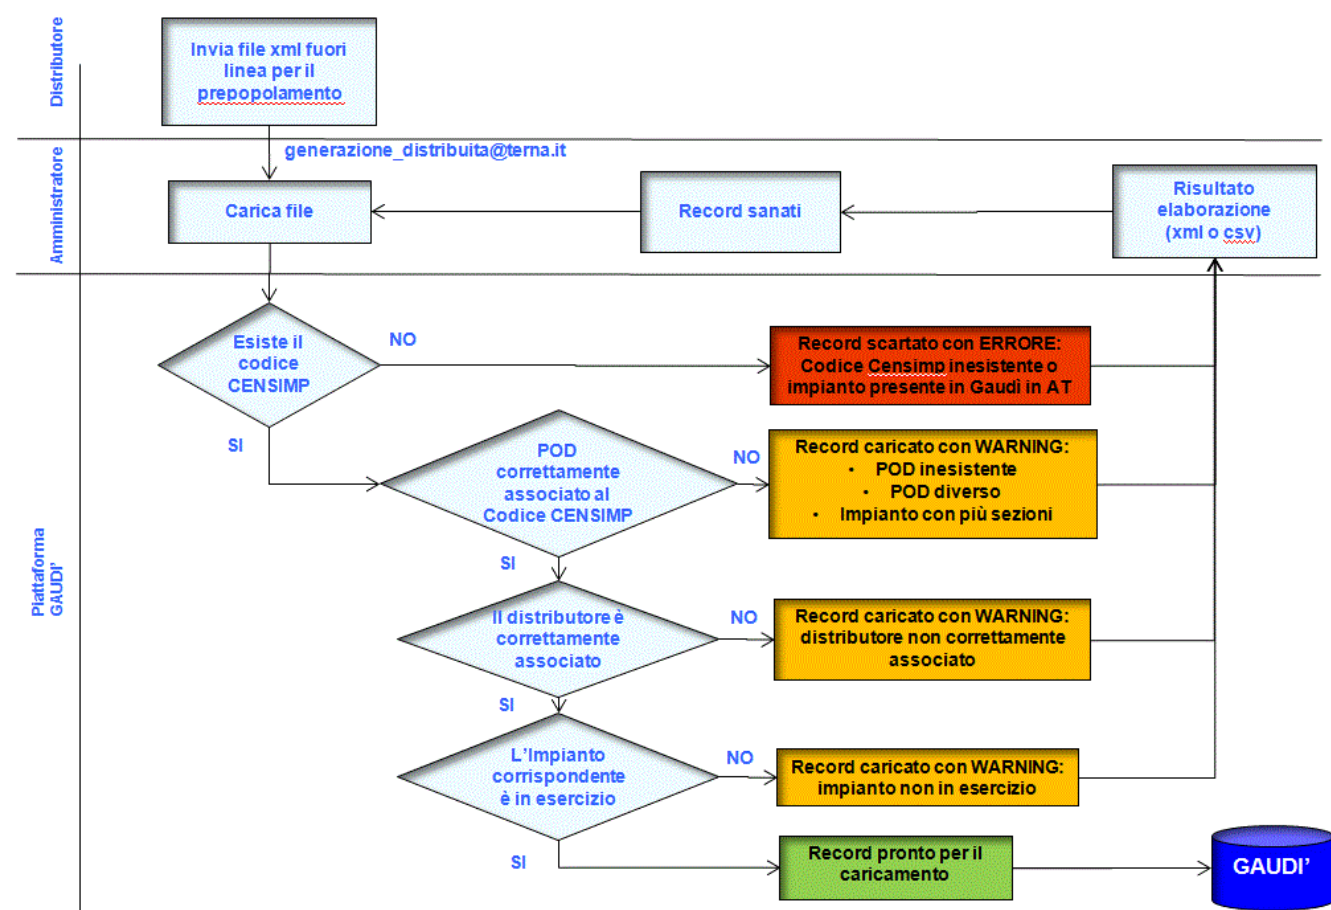 Distributore
Invia file xml fuori
linea per il
prepopolamento
generazione_distribuita@terna.it
Amministratore
Carica file
Record sanati
Risultato
elaborazione
(xml o csv)
Piattaforma
GAUDI’
Esiste il
codice
CENSIMP
NO
Record scartato con ERRORE:
Codice Censimp inesistente o
impianto presente in Gaudì in AT
SI
POD
correttamente
associato al
Codice CENSIMP
NO
Record caricato con WARNING:
• POD inesistente
• POD diverso
• Impianto con più sezioni
SI
Il distributore è
correttamente
associato
NO
Record caricato con WARNING:
distributore non correttamente
associato
SI
L’Impianto
corrispondente
è in esercizio
NO
Record caricato con WARNING:
impianto non in esercizio
SI
Record pronto per il
caricamento
GAUDI’